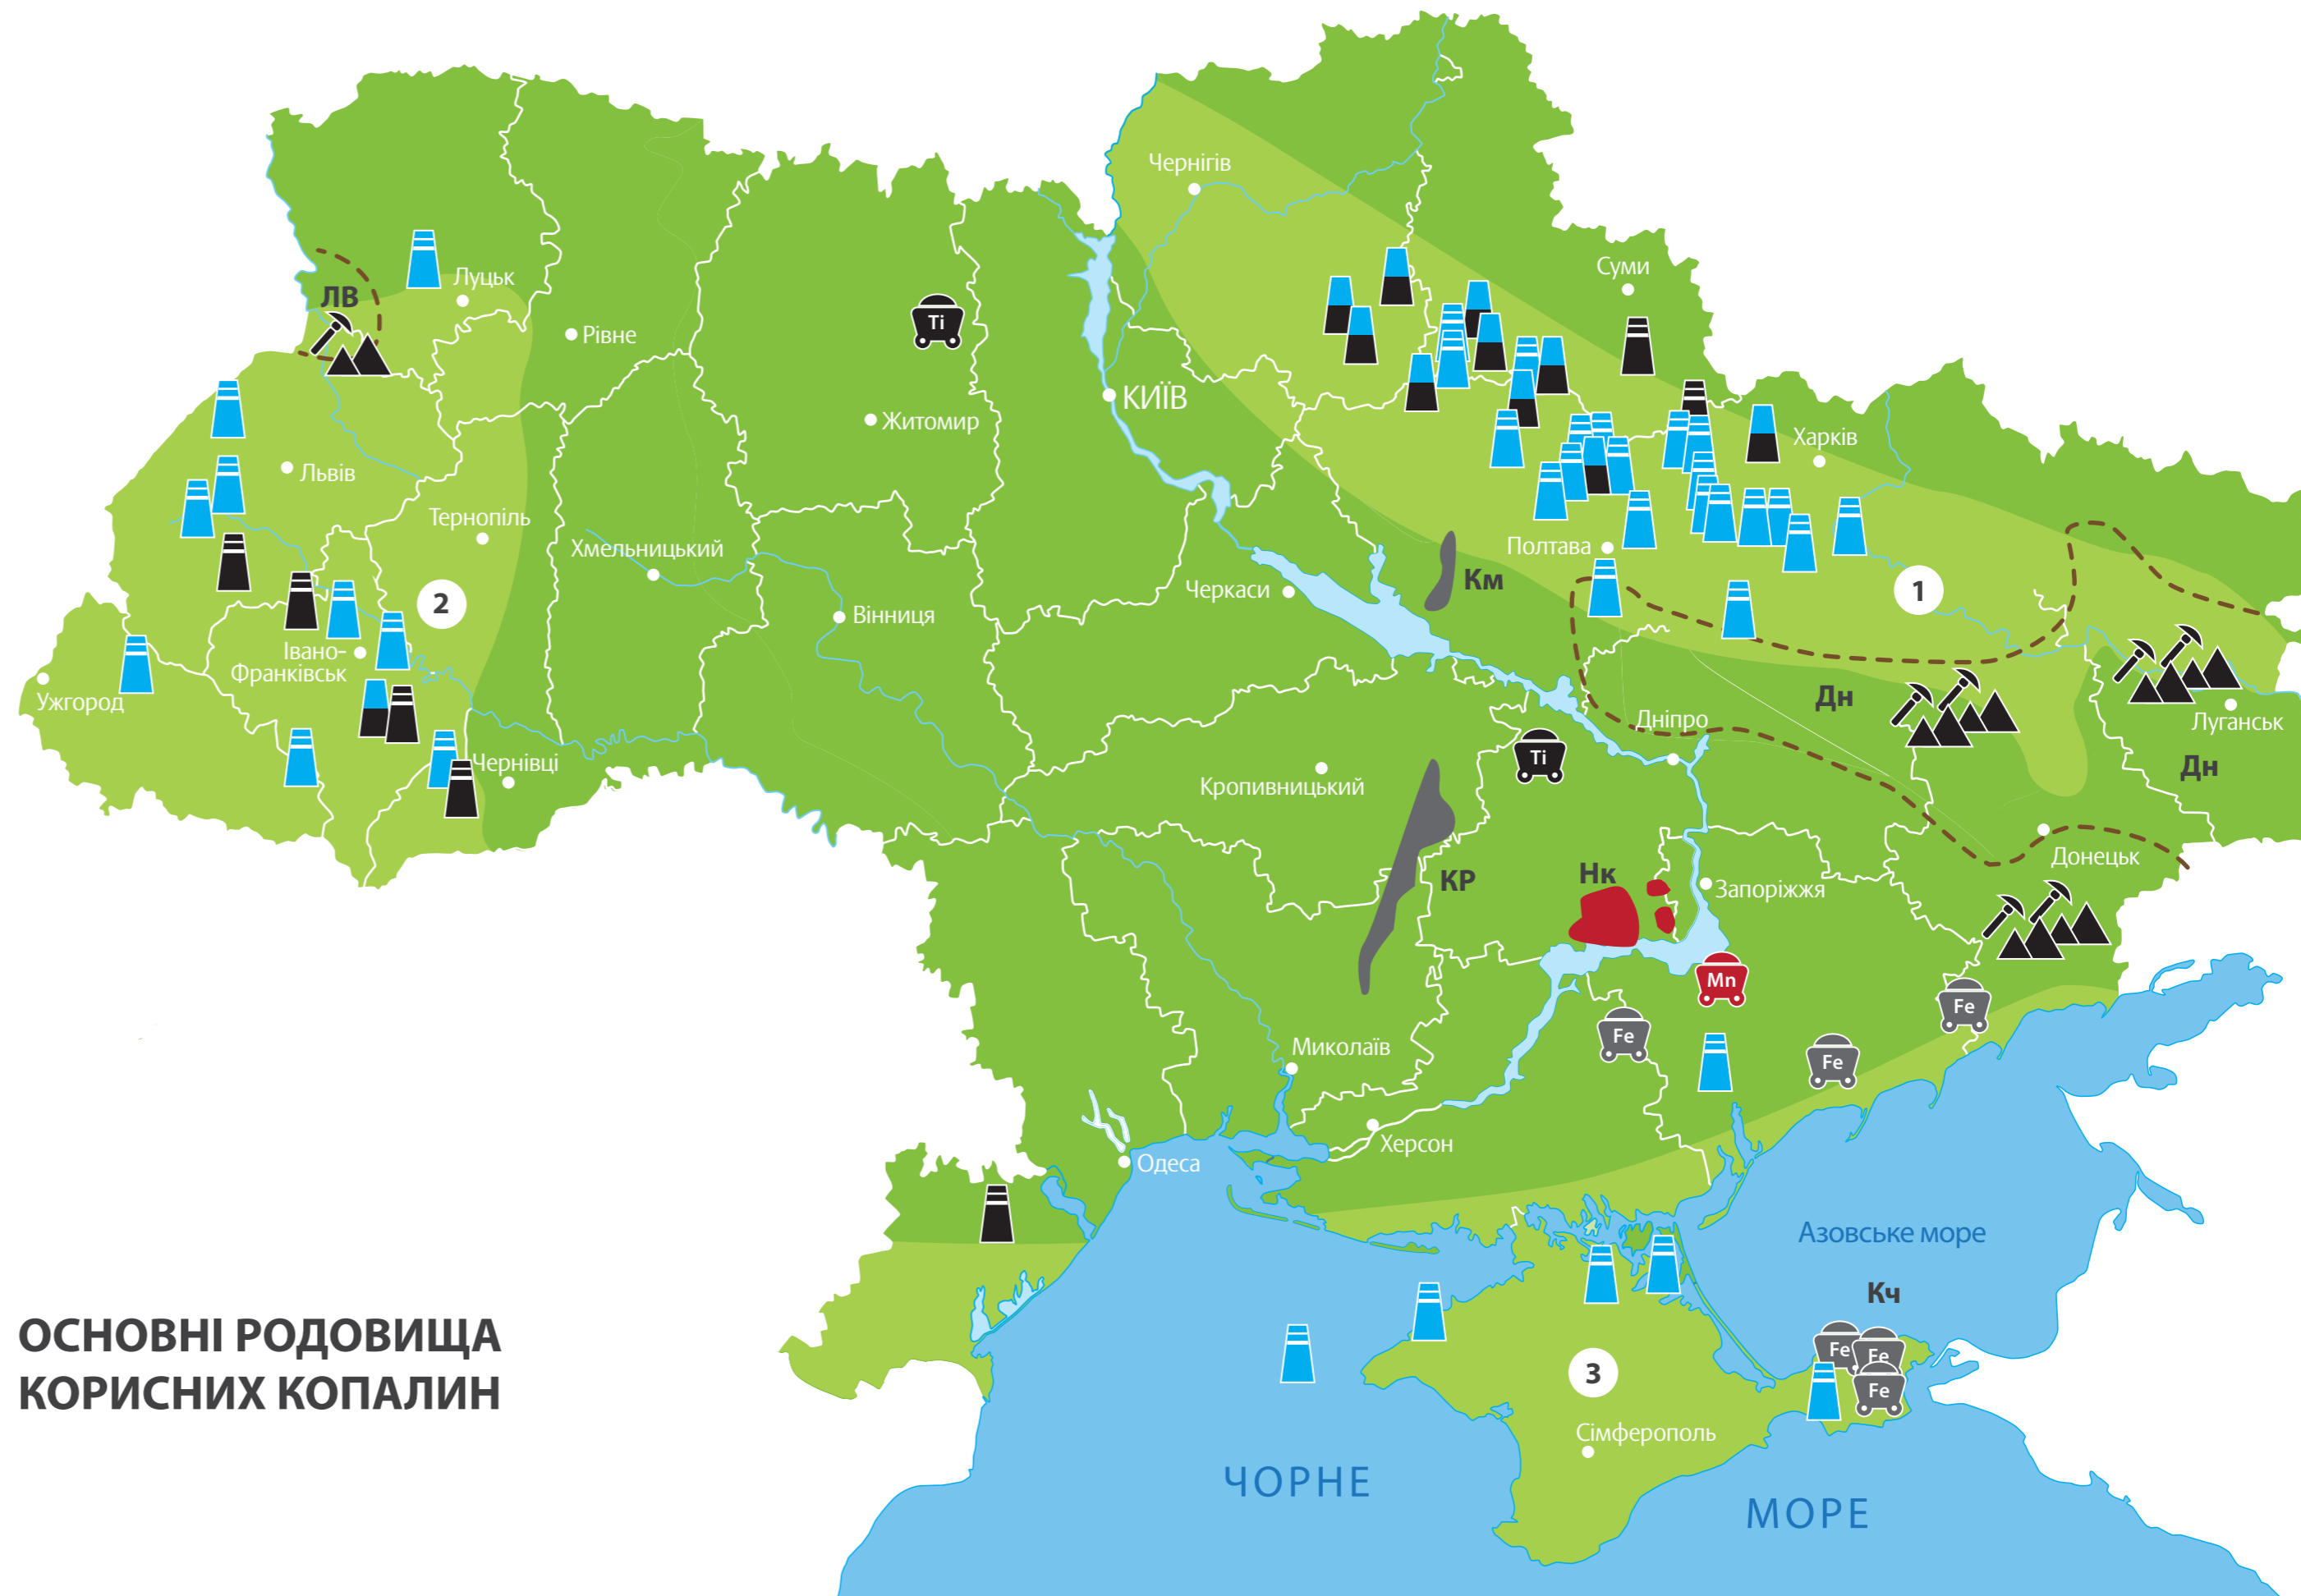 Чернігів
Суми
Луцьк
ЛВ
Ti
Рівне
КИЇВ
Житомир
Харків
Львів
Тернопіль
Хмельницький
Полтава
Км
Черкаси
1
2
Вінниця
Івано-
Франківськ
Ужгород
Дн
Дніпро
Луганськ
Чернівці
Ti
Дн
Кропивницький
Донецьк
КР
Нк
Запоріжжя
Mn
Fe
Fe
Fe
Миколаїв
Херсон
Одеса
Азовське море
Кч
ОСНОВНІ РОДОВИЩА
КОРИСНИХ КОПАЛИН
Fe
Fe
Fe
3
Сімферополь
ЧОРНЕ
МОРЕ